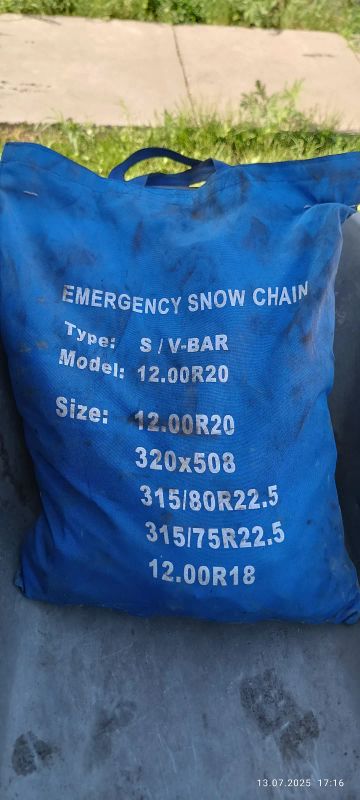 EMERGENCY SNOW CHAIN
Type: S / V-BAR
Model: 12.00R20
Size: 12.00R20
320x508
315/80R22.5
315/75R22.5
12.00R18
13.07.2025 17:16